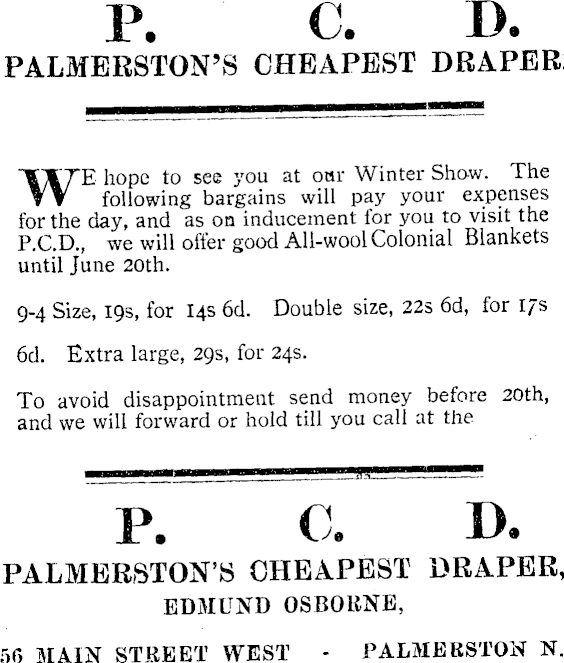 P. C. D.
PALMERSTON'S CHEAPEST DRAPER
WE hope to see you at our Winter Show. The
following bargains will pay your expenses
for the day, and as on inducement for you to visit the
P.C.D., we will offer good All-wool Colonial Blankets
until June 20th.
9-4 Size, 19s, for 14s 6d. Double size, 22s 6d, for 17s
6d. Extra large, 29s, for 24s.
To avoid disappointment send money before 20th,
and we will forward or hold till you call at the
P. C. D.
PALMERSTON'S CHEAPEST DRAPER,
EDMUND OSBORNE,
56 MAIN STREET WEST - PALMERSTON N.